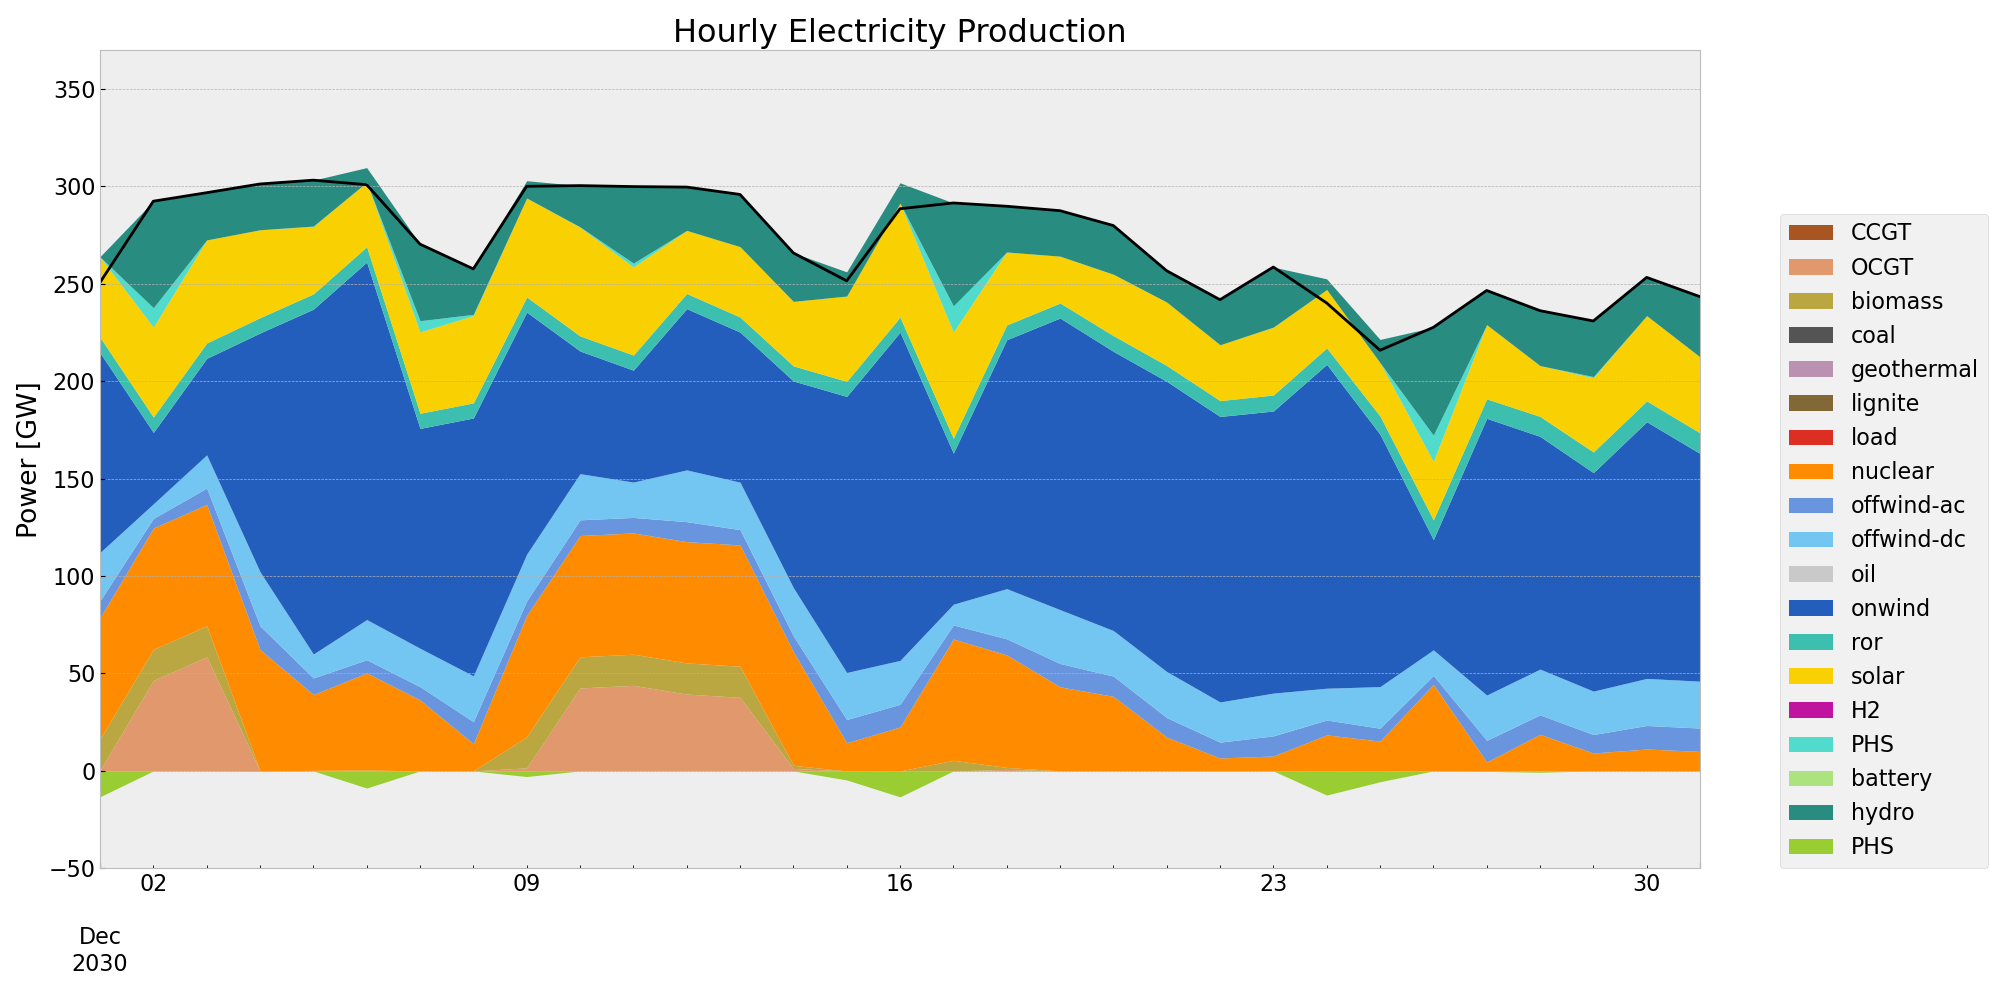 Hourly Electricity Production
Power [GW]
350
300
250
200
150
100
50
0
−50
02
09
16
23
30
Dec
2030
CCGT
OCGT
biomass
coal
geothermal
lignite
load
nuclear
offwind-ac
offwind-dc
oil
onwind
ror
solar
H2
PHS
battery
hydro
PHS